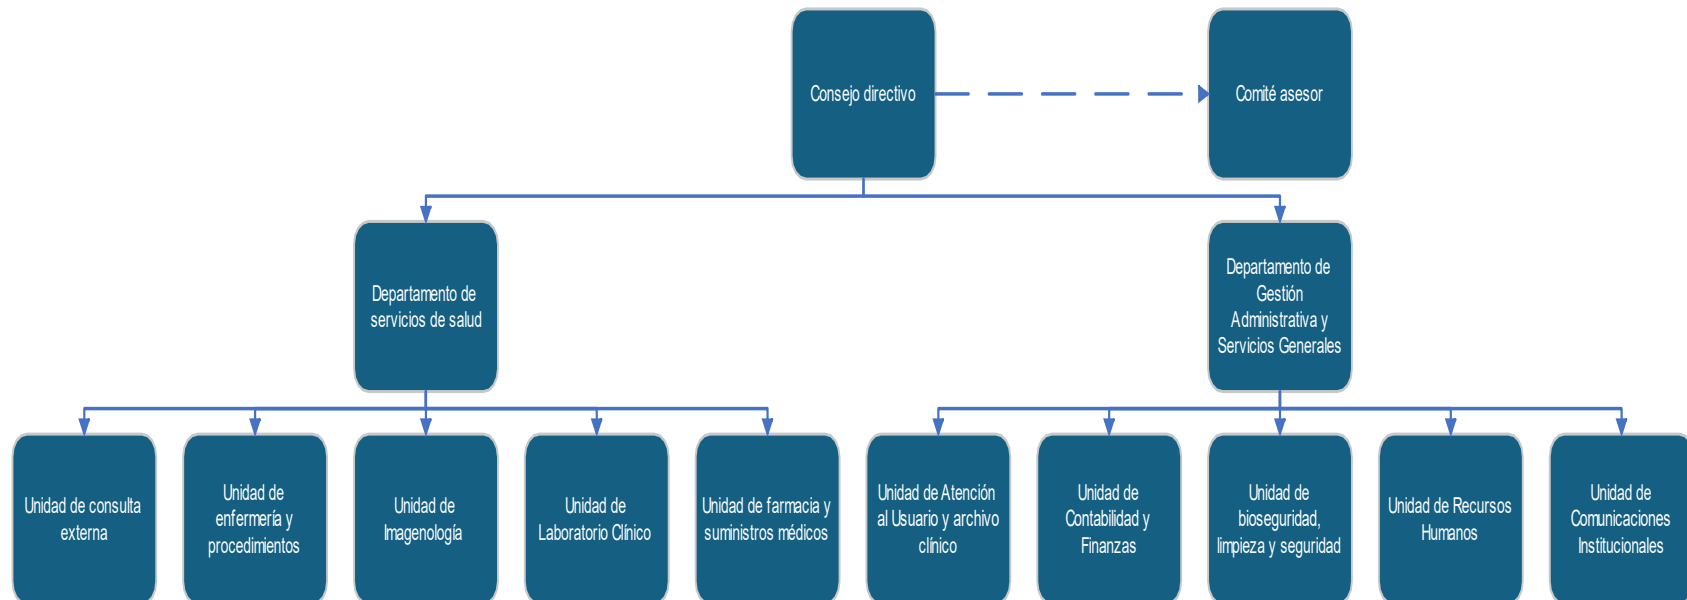 Consejo directivo
Comité asesor
Departamento de
servicios de salud
Departamento de
Gestión
Administrativa y
Servicios Generales
Unidad de consulta
externa
Unidad de
enfermería y
procedimientos
Unidad de
Imagenología
Unidad de
Laboratorio Clínico
Unidad de farmacia y
suministros médicos
Unidad de Atención
al Usuario y archivo
clínico
Unidad de
Contabilidad y
Finanzas
Unidad de
bioseguridad,
limpieza y seguridad
Unidad de Recursos
Humanos
Unidad de
Comunicaciones
Institucionales